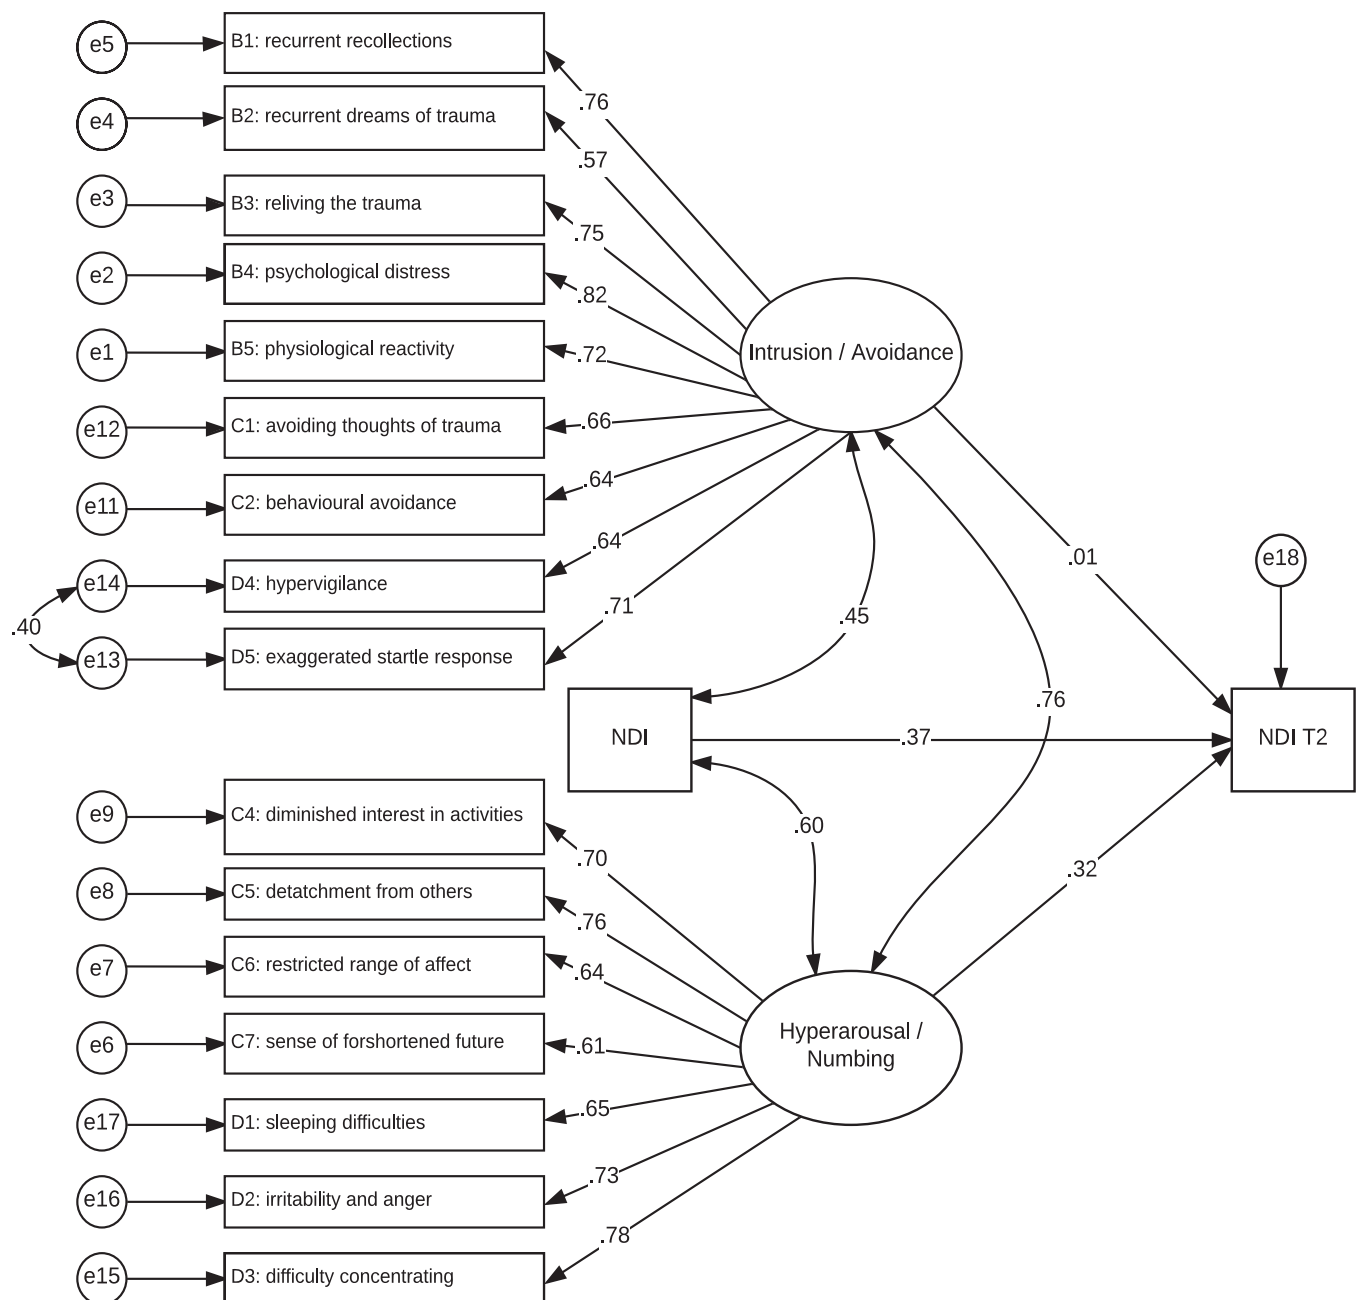 e5
B1: recurrent recollections
.76
e4
B2: recurrent dreams of trauma
.57
e3
B3: reliving the trauma
.75
e2
B4: psychological distress
.82
e1
B5: physiological reactivity
.72
Intrusion / Avoidance
e12
C1: avoiding thoughts of trauma
.66
e11
C2: behavioural avoidance
.64
e14
D4: hypervigilance
.64
.40
e13
D5: exaggerated startle response
.71
.01
e18
.45
.76
NDI
.37
NDI T2
.60
.32
e9
C4: diminished interest in activities
.70
e8
C5: detatchment from others
.76
e7
C6: restricted range of affect
.64
e6
C7: sense of forshortened future
.61
Hyperarousal /
Numbing
e17
D1: sleeping difficulties
.65
e16
D2: irritability and anger
.73
e15
D3: difficulty concentrating
.78